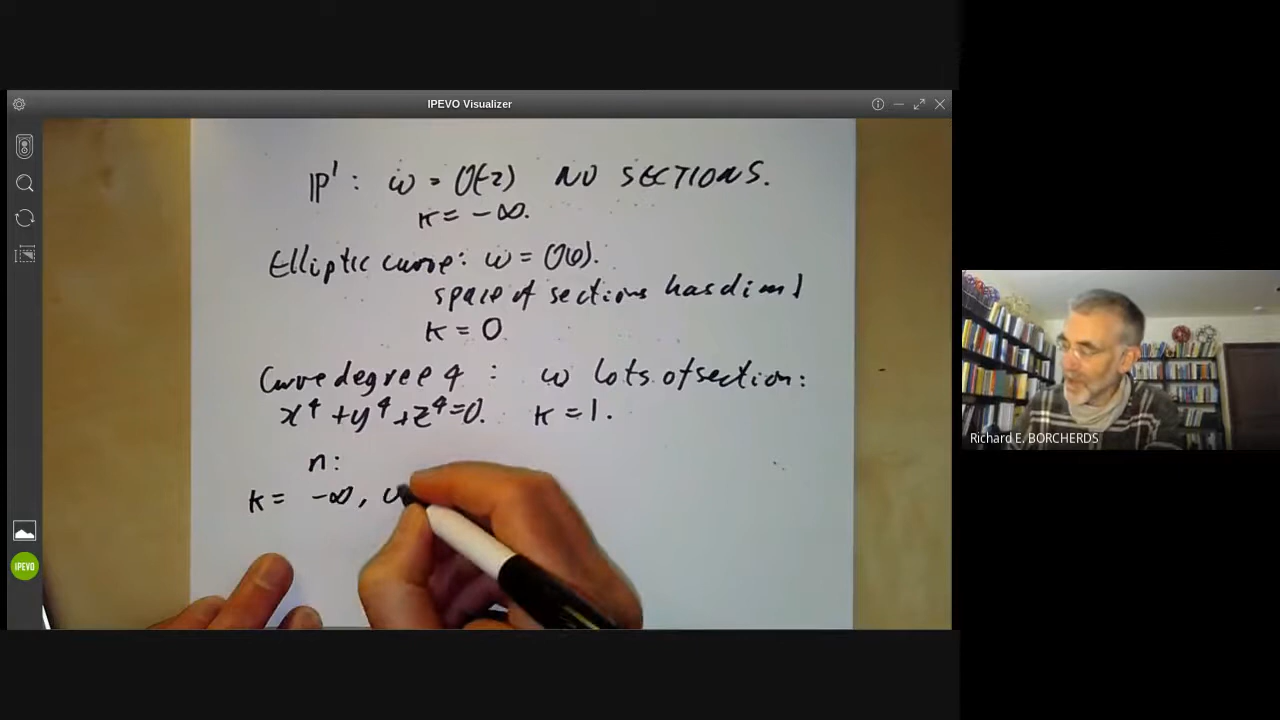 IPEVO Visualizer
ℙ¹ : ω = O(-2) NO SECTIONS.
κ = -∞.
Elliptic curve: ω = O(0).
space of sections has dim 1
κ = 0.
Curve degree 4 : ω lots of section:
x⁴ + y⁴ + z⁴ = 0. κ = 1.
n:
κ = -∞,
Richard E. BORCHERDS
IPEVO